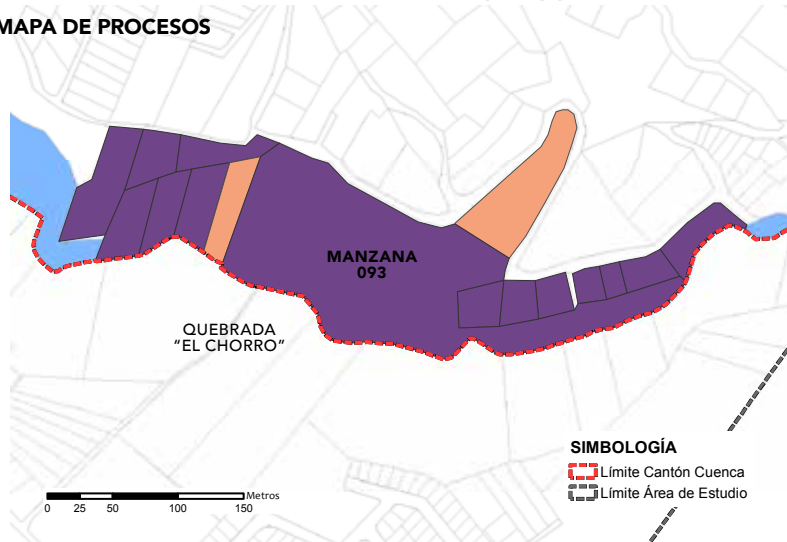 MAPA DE PROCESOS
MANZANA
093
QUEBRADA
“EL CHORRO”
SIMBOLOGÍA
Límite Cantón Cuenca
Límite Área de Estudio
Metros
0 25 50 100 150